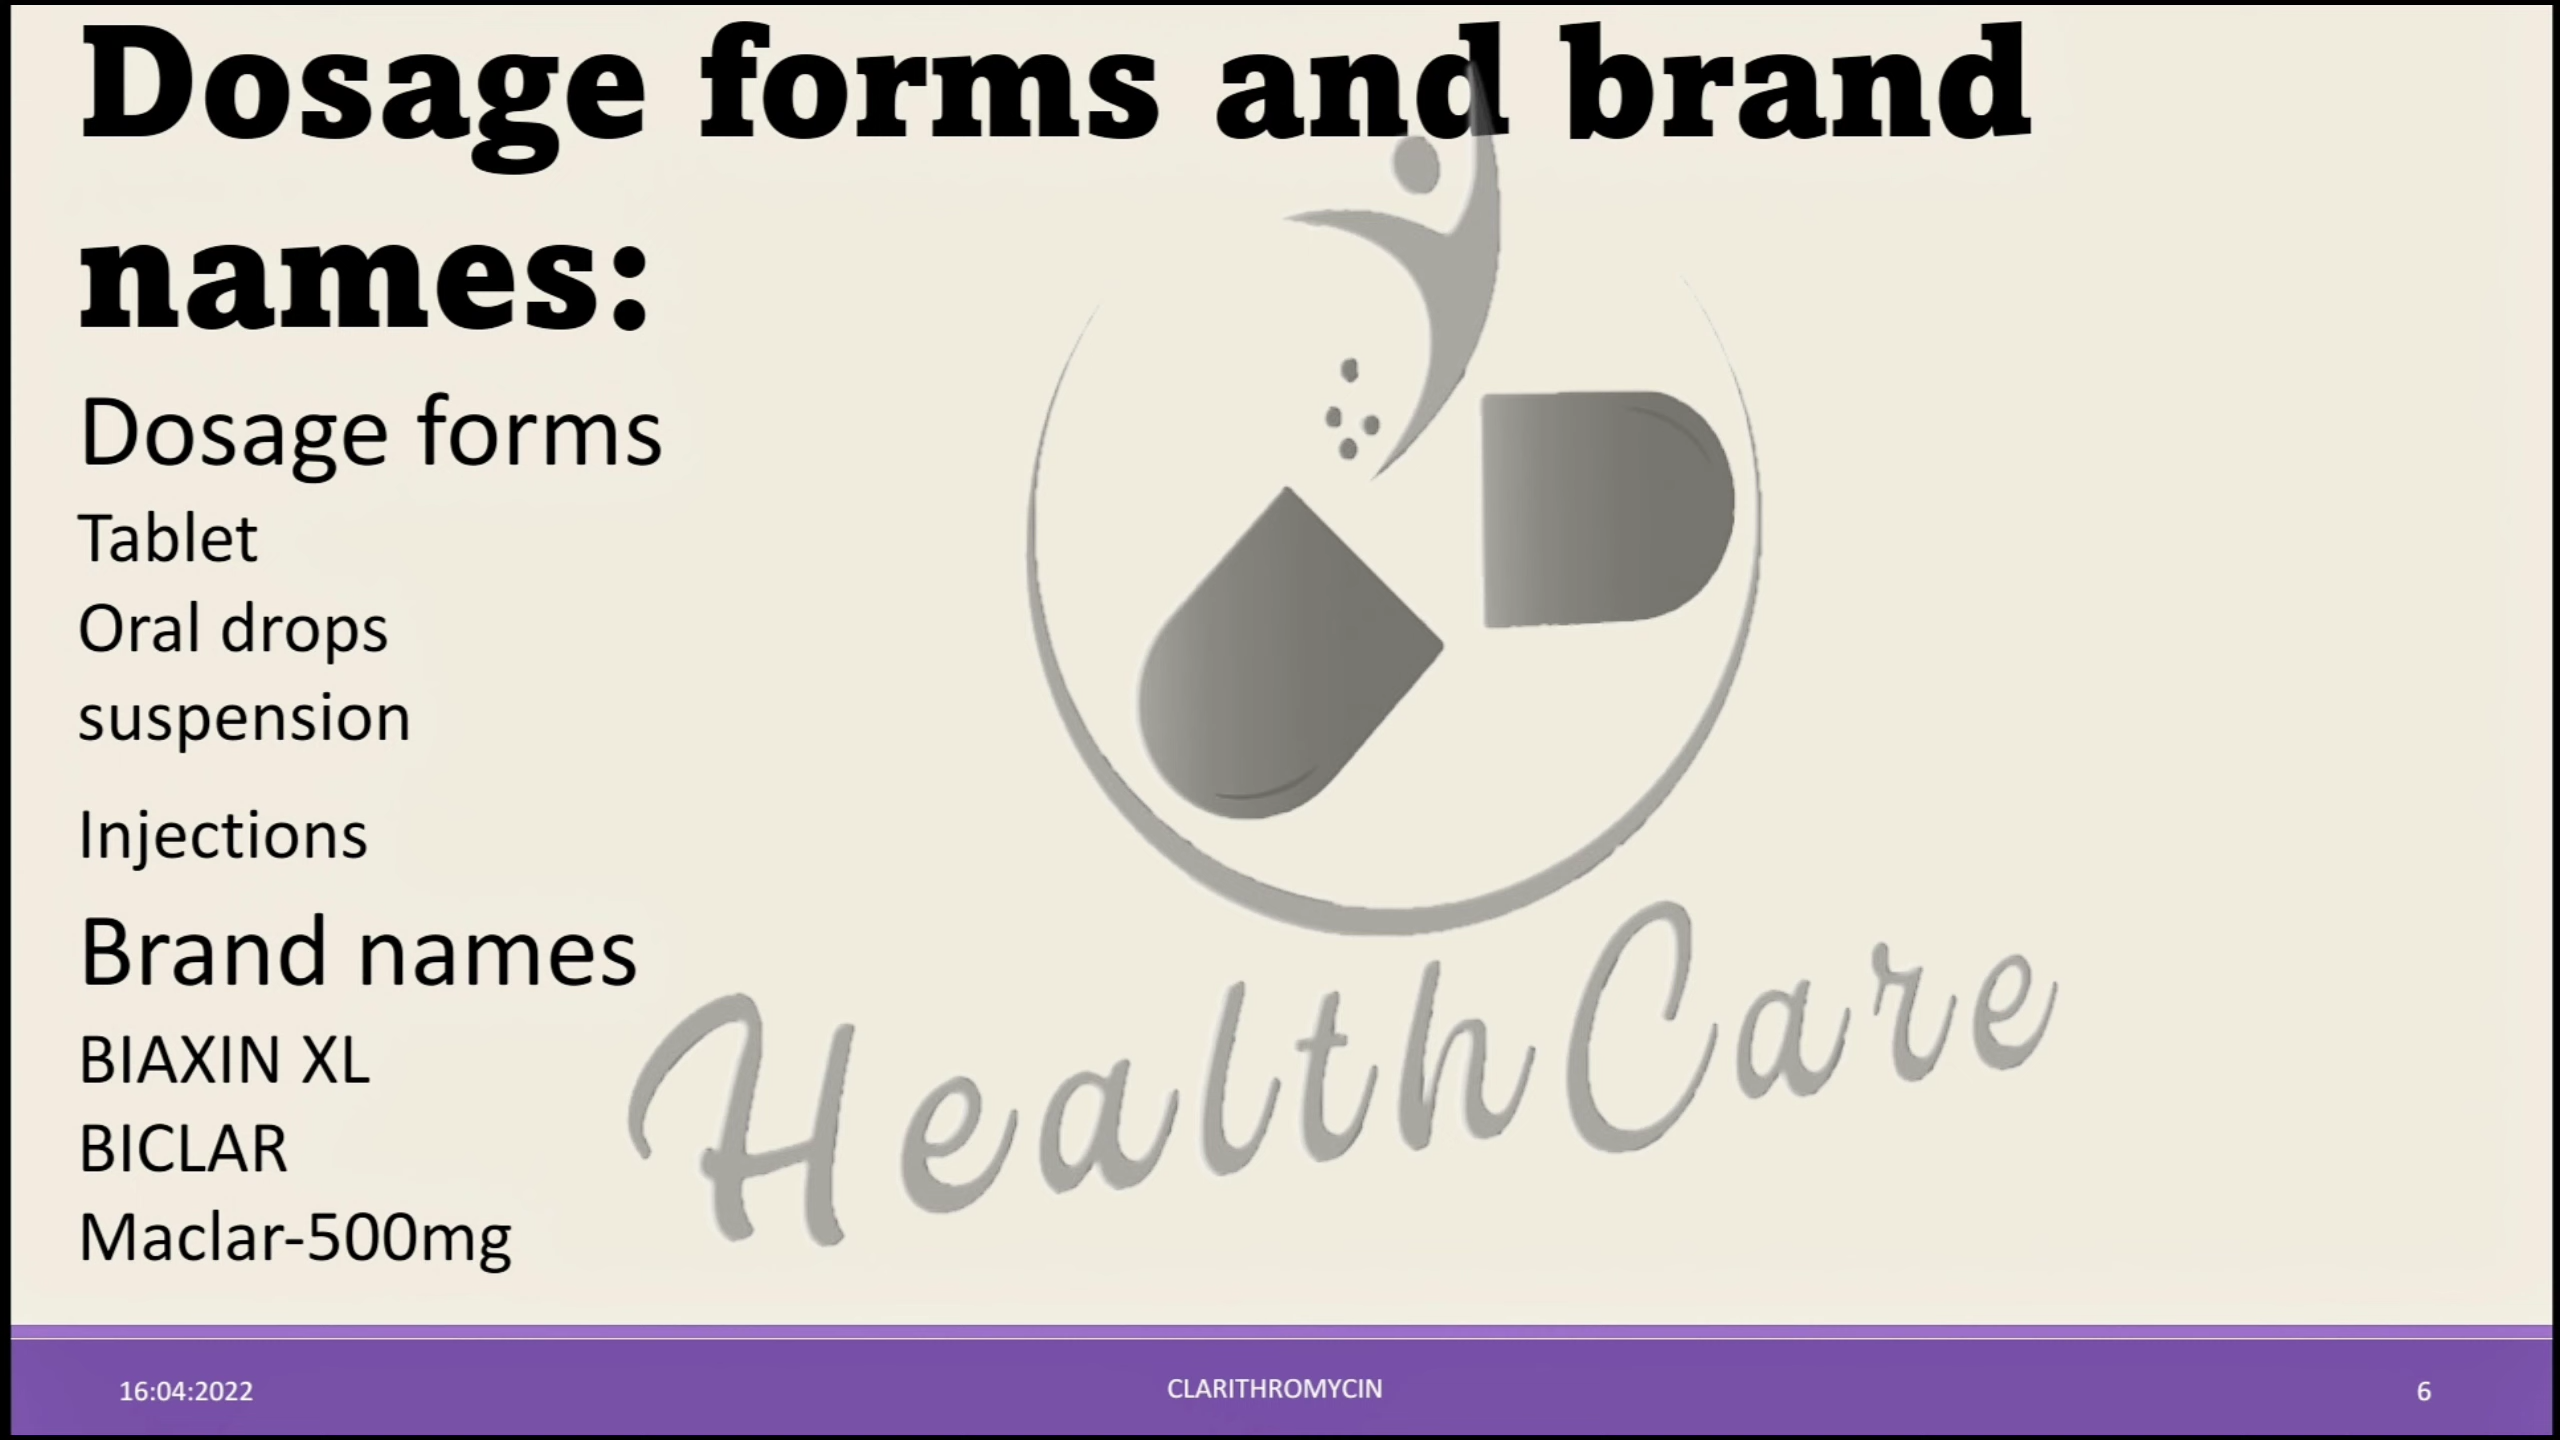 Dosage forms and brand
names:
Dosage forms
Tablet
Oral drops
suspension
Injections
Brand names
BIAXIN XL
BICLAR
Maclar-500mg
HealthCare
16:04:2022
CLARITHROMYCIN
6